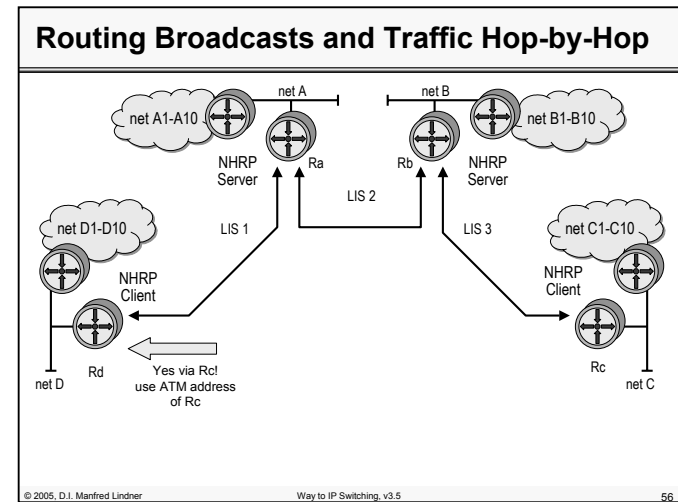 Routing Broadcasts and Traffic Hop-by-Hop
net A
net B
net A1-A10
net B1-B10
NHRP
Server
Ra
Rb
NHRP
Server
LIS 2
net D1-D10
LIS 1
LIS 3
net C1-C10
NHRP
Client
NHRP
Client
Rd
Yes via Rc!
use ATM address
of Rc
Rc
net D
net C
© 2005, D.I. Manfred Lindner
Way to IP Switching, v3.5
56